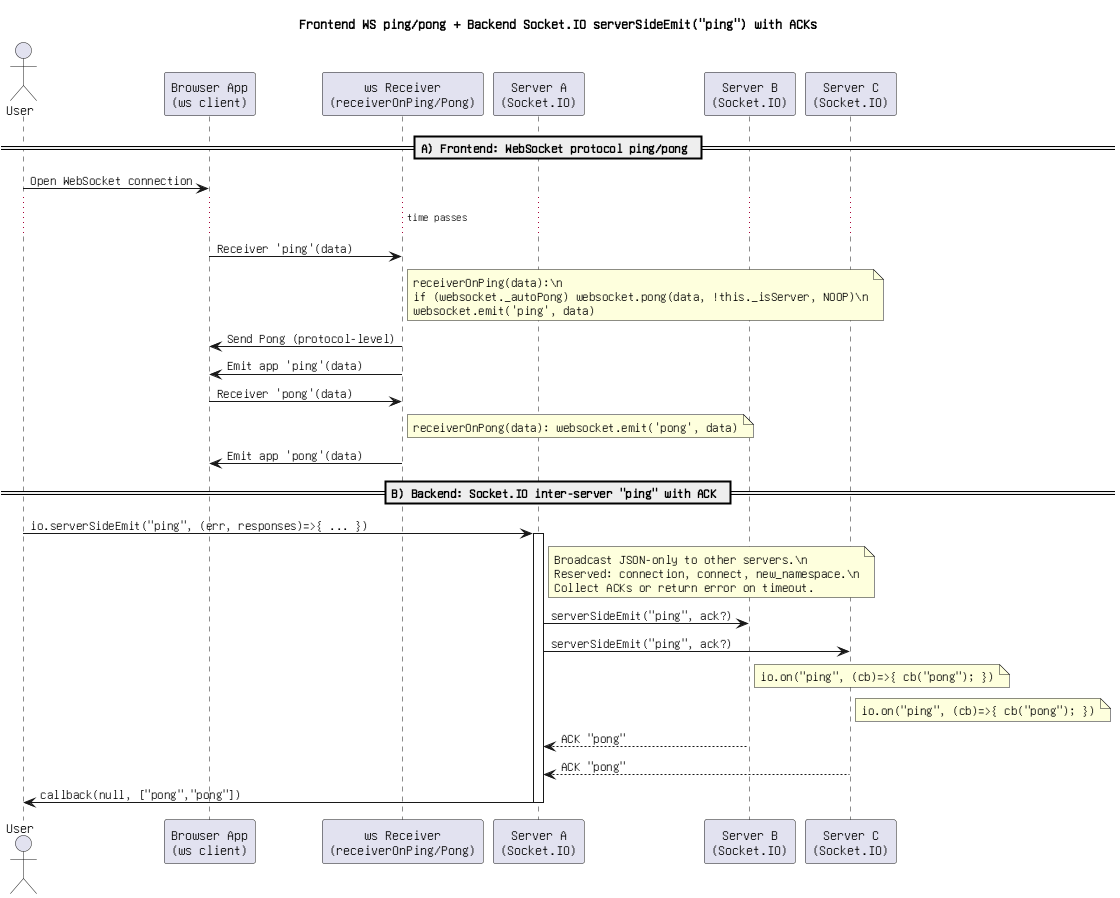 Frontend WS ping/pong + Backend Socket.IO serverSideEmit("ping") with ACKs
User
Browser App
(ws client)
ws Receiver
(receiverOnPing/Pong)
Server A
(Socket.IO)
Server B
(Socket.IO)
Server C
(Socket.IO)
A) Frontend: WebSocket protocol ping/pong
Open WebSocket connection
time passes
Receiver 'ping'(data)
receiverOnPing(data):\n
if (websocket._autoPong) websocket.pong(data, !this._isServer, NOOP)\n
websocket.emit('ping', data)
Send Pong (protocol-level)
Emit app 'ping'(data)
Receiver 'pong'(data)
receiverOnPong(data): websocket.emit('pong', data)
Emit app 'pong'(data)
B) Backend: Socket.IO inter-server "ping" with ACK
io.serverSideEmit("ping", (err, responses)=>{ ... })
Broadcast JSON-only to other servers.\n
Reserved: connection, connect, new_namespace.\n
Collect ACKs or return error on timeout.
serverSideEmit("ping", ack?)
serverSideEmit("ping", ack?)
io.on("ping", (cb)=>{ cb("pong"); })
io.on("ping", (cb)=>{ cb("pong"); })
ACK "pong"
ACK "pong"
callback(null, ["pong","pong"])
User
Browser App
(ws client)
ws Receiver
(receiverOnPing/Pong)
Server A
(Socket.IO)
Server B
(Socket.IO)
Server C
(Socket.IO)